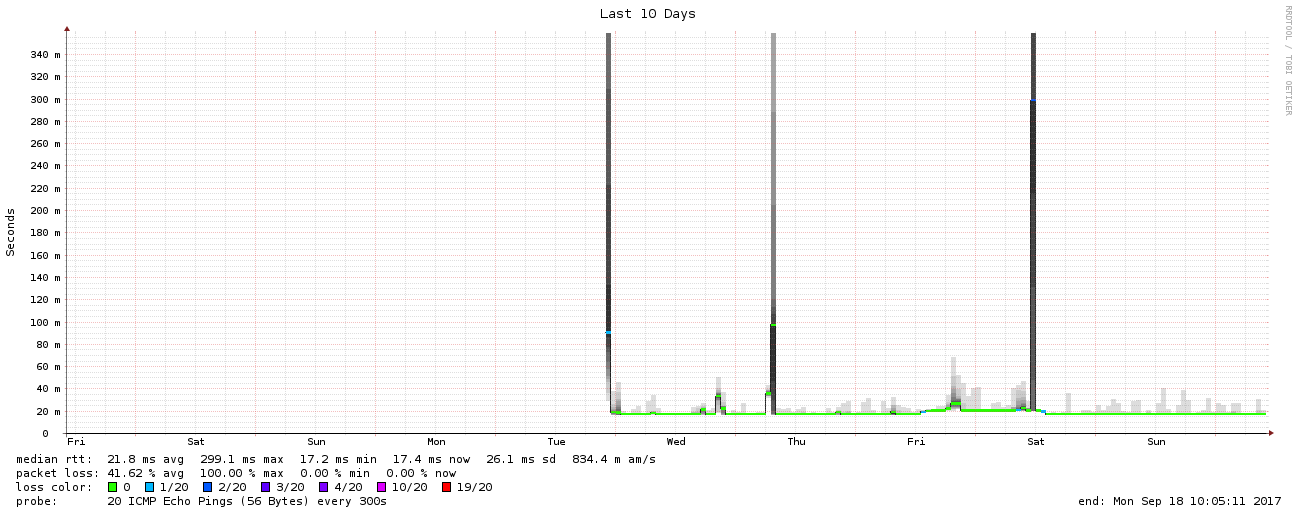 Last 10 Days
RRDTOOL / TOBI OETIKER
Seconds
340 m
320 m
300 m
280 m
260 m
240 m
220 m
200 m
180 m
160 m
140 m
120 m
100 m
80 m
60 m
40 m
20 m
0
Fri Sat Sun Mon Tue Wed Thu Fri Sat Sun
median rtt: 21.8 ms avg 299.1 ms max 17.2 ms min 17.4 ms now 26.1 ms sd 834.4 m am/s
packet loss: 41.62 % avg 100.00 % max 0.00 % min 0.00 % now
loss color: 0 1/20 2/20 3/20 4/20 10/20 19/20
probe: 20 ICMP Echo Pings (56 Bytes) every 300s end: Mon Sep 18 10:05:11 2017